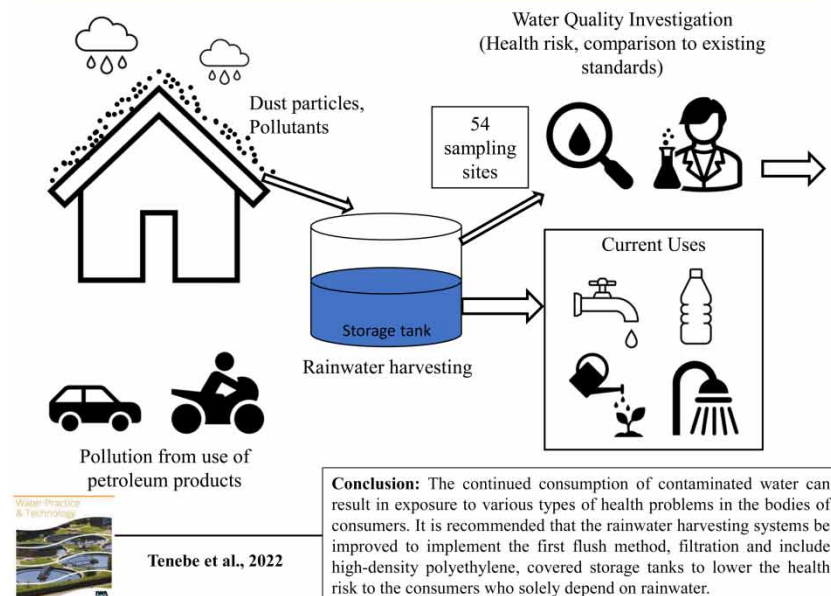 Water Quality Investigation
(Health risk, comparison to existing
standards)
Dust particles,
Pollutants
54
sampling
sites
Current Uses
Storage tank
Rainwater harvesting
Pollution from use of
petroleum products
Water Practice
& Technology
Tenebe et al., 2022
Conclusion: The continued consumption of contaminated water can
result in exposure to various types of health problems in the bodies of
consumers. It is recommended that the rainwater harvesting systems be
improved to implement the first flush method, filtration and include
high-density polyethylene, covered storage tanks to lower the health
risk to the consumers who solely depend on rainwater.